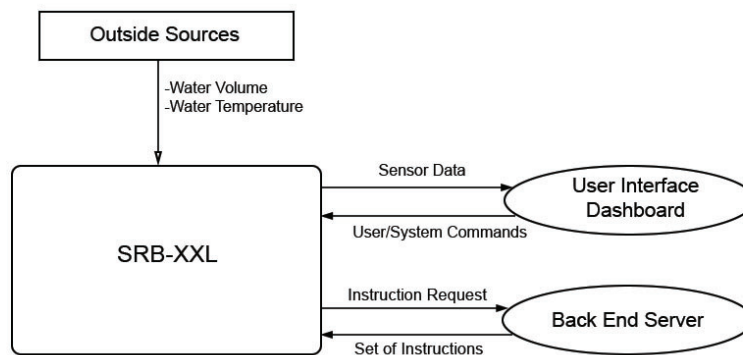 Outside Sources
-Water Volume
-Water Temperature
Sensor Data
User Interface
Dashboard
User/System Commands
SRB-XXL
Instruction Request
Back End Server
Set of Instructions